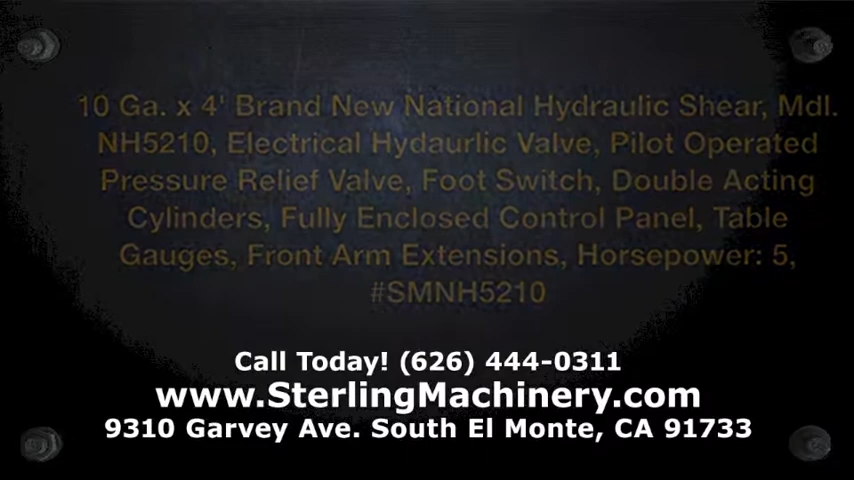 10 Ga. x 4' Brand New National Hydraulic Shear, Mdl.
NH5210, Electrical Hydaurlic Valve, Pilot Operated
Pressure Relief Valve, Foot Switch, Double Acting
Cylinders, Fully Enclosed Control Panel, Table
Gauges, Front Arm Extensions, Horsepower: 5,
#SMNH5210
Call Today! (626) 444-0311
www.SterlingMachinery.com
9310 Garvey Ave. South El Monte, CA 91733